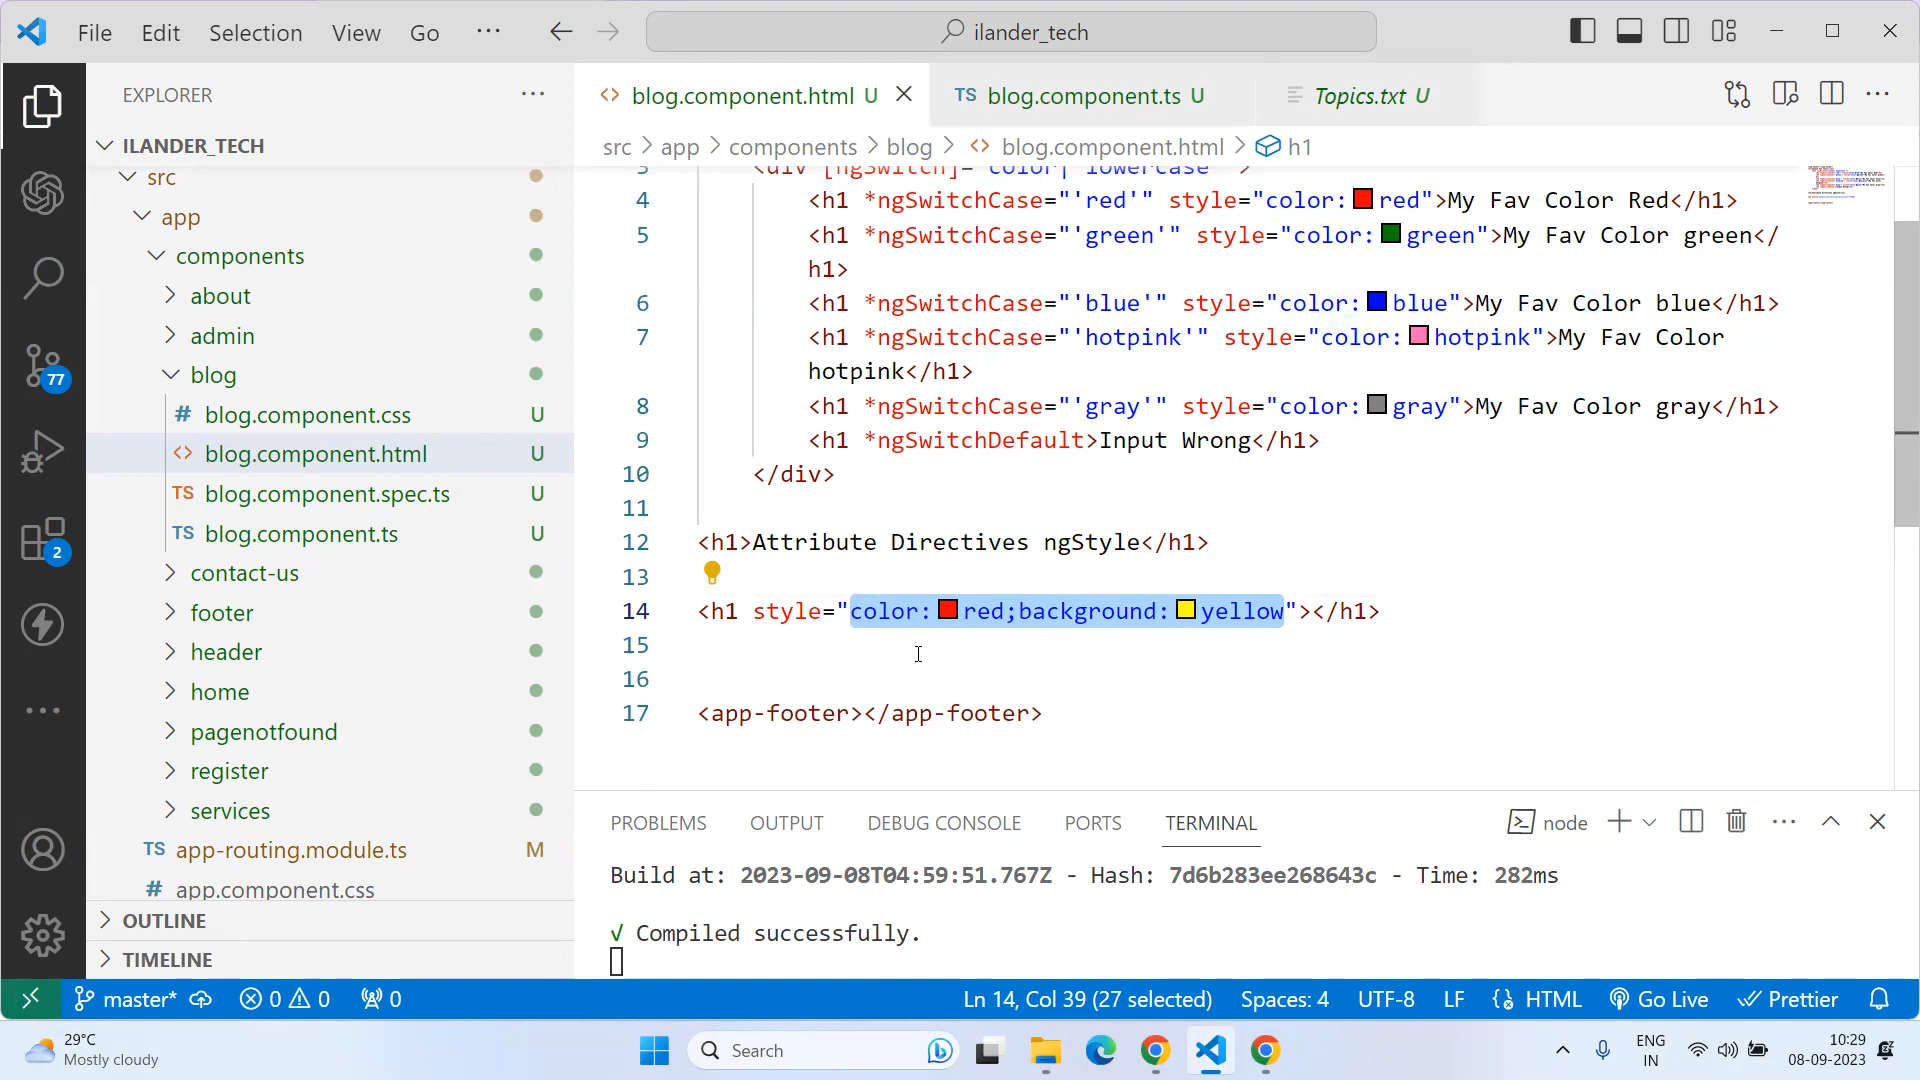 File Edit Selection View Go ··· ilander_tech
EXPLORER ···
blog.component.html U
TS blog.component.ts U
Topics.txt U
ILANDER_TECH
src > app > components > blog > blog.component.html > h1
src
app
components
about
admin
blog
# blog.component.css U
<> blog.component.html U
TS blog.component.spec.ts U
TS blog.component.ts U
contact-us
footer
header
home
pagenotfound
register
services
TS app-routing.module.ts M
# app.component.css
OUTLINE
TIMELINE
77
2
3 <div [ngSwitch]="color| lowercase">
4 <h1 *ngSwitchCase="'red'" style="color:red">My Fav Color Red</h1>
5 <h1 *ngSwitchCase="'green'" style="color:green">My Fav Color green</
h1>
6 <h1 *ngSwitchCase="'blue'" style="color:blue">My Fav Color blue</h1>
7 <h1 *ngSwitchCase="'hotpink'" style="color:hotpink">My Fav Color
hotpink</h1>
8 <h1 *ngSwitchCase="'gray'" style="color:gray">My Fav Color gray</h1>
9 <h1 *ngSwitchDefault>Input Wrong</h1>
10 </div>
11
12 <h1>Attribute Directives ngStyle</h1>
13
14 <h1 style="color:red;background:yellow"></h1>
15
16
17 <app-footer></app-footer>
PROBLEMS OUTPUT DEBUG CONSOLE PORTS TERMINAL node
Build at: 2023-09-08T04:59:51.767Z - Hash: 7d6b283ee268643c - Time: 282ms
√ Compiled successfully.
master* 0 0 0 Ln 14, Col 39 (27 selected) Spaces: 4 UTF-8 LF HTML Go Live Prettier
29°C
Mostly cloudy
Search
ENG
IN
10:29
08-09-2023